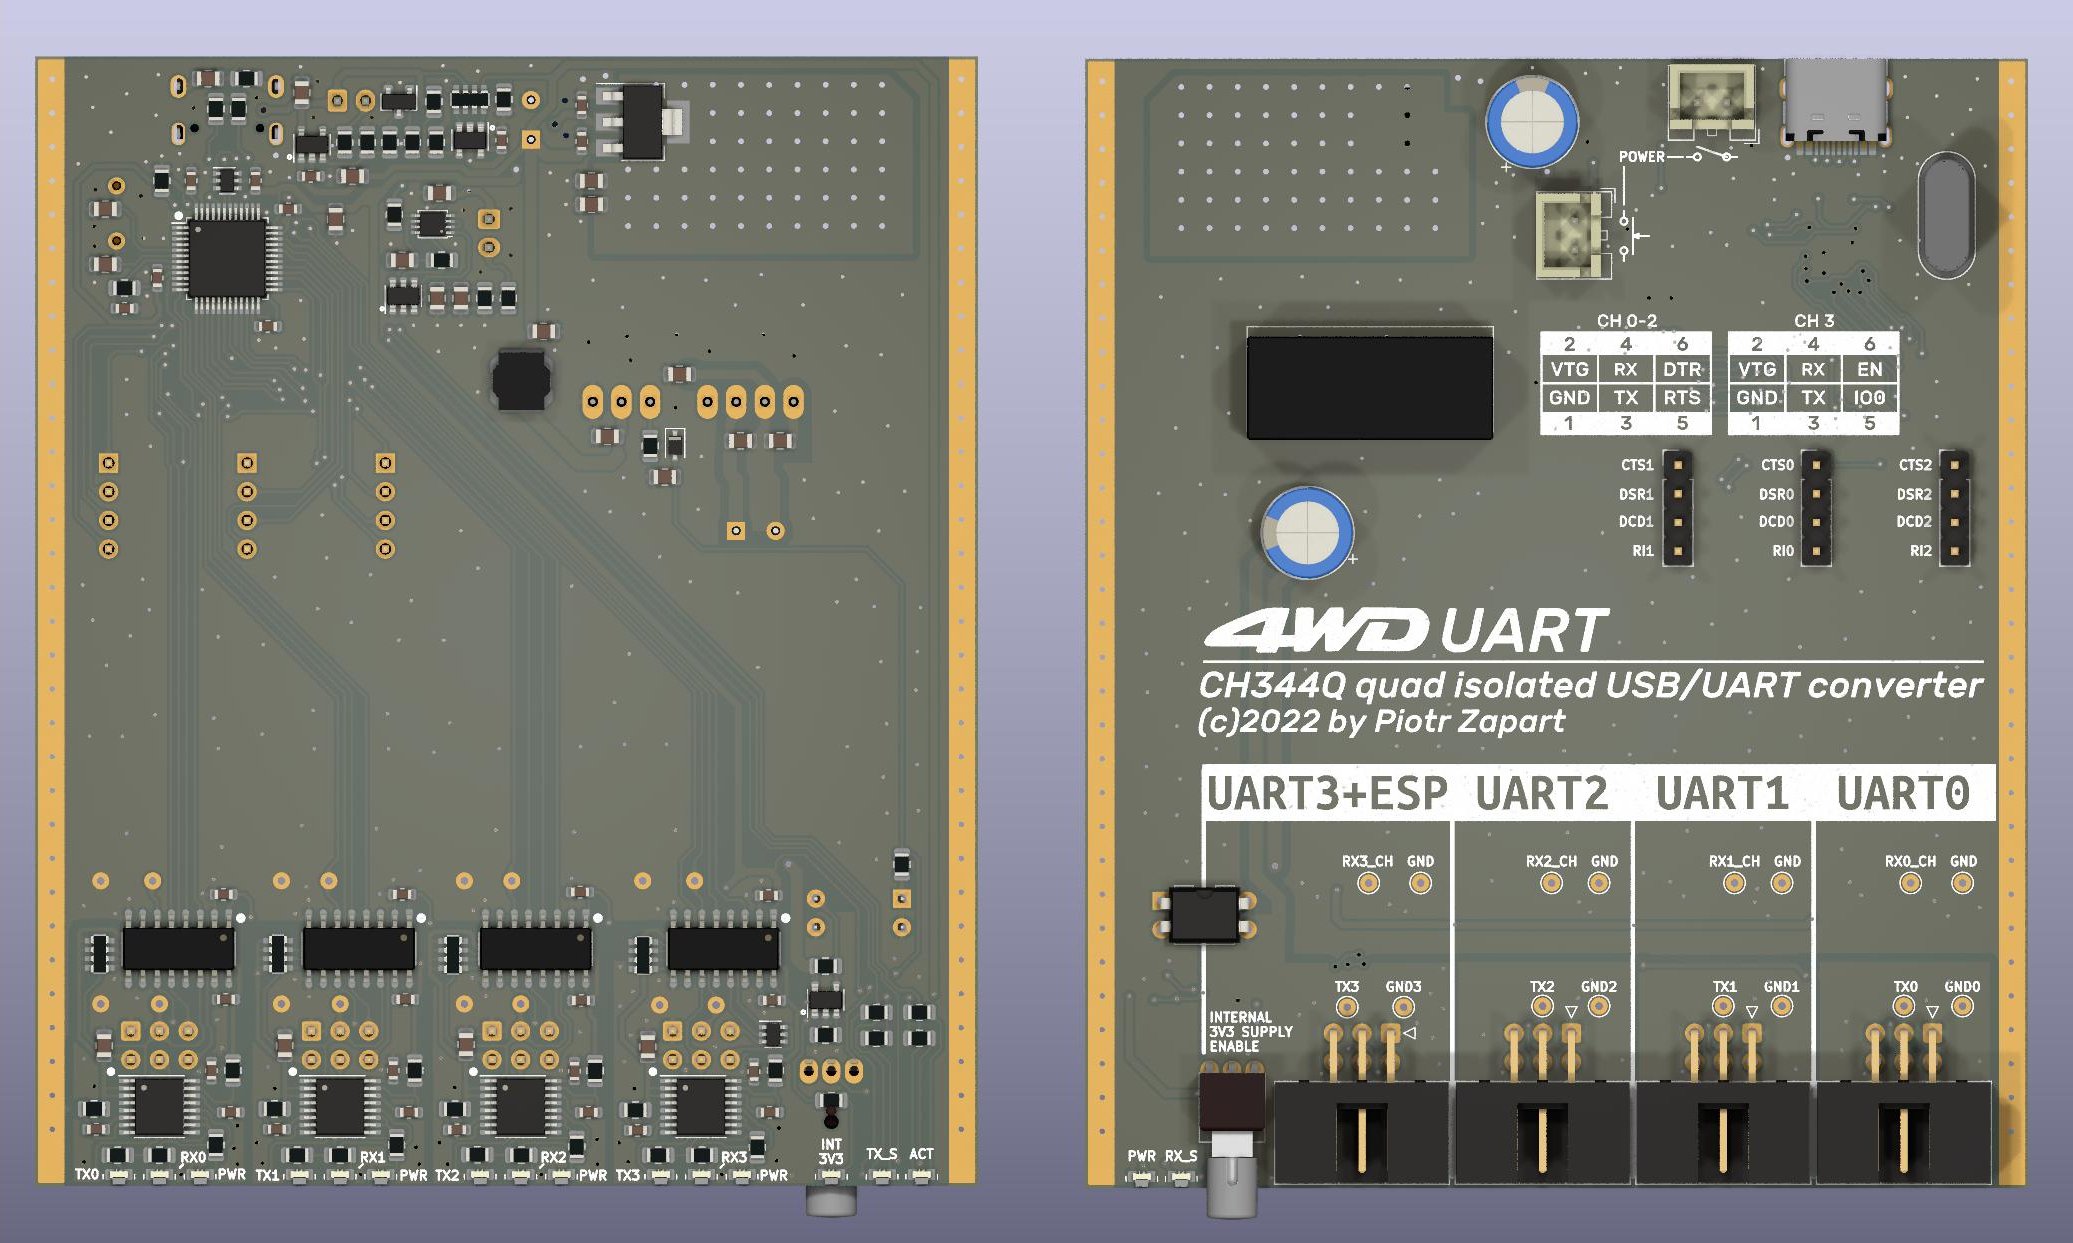 TX0
RX0
PWR
TX1
RX1
PWR
TX2
RX2
PWR
TX3
RX3
PWR
INT
3V3
TX_S
ACT
POWER
CH 0-2
2 4 6
VTG RX DTR
GND TX RTS
1 3 5
CH 3
2 4 6
VTG RX EN
GND TX IO0
1 3 5
CTS1
DSR1
DCD1
RI1
CTS0
DSR0
DCD0
RI0
CTS2
DSR2
DCD2
RI2
4WD UART
CH344Q quad isolated USB/UART converter
(c)2022 by Piotr Zapart
UART3+ESP UART2 UART1 UART0
RX3_CH GND
RX2_CH GND
RX1_CH GND
RX0_CH GND
TX3 GND3
TX2 GND2
TX1 GND1
TX0 GND0
INTERNAL
3V3 SUPPLY
ENABLE
PWR RX_S